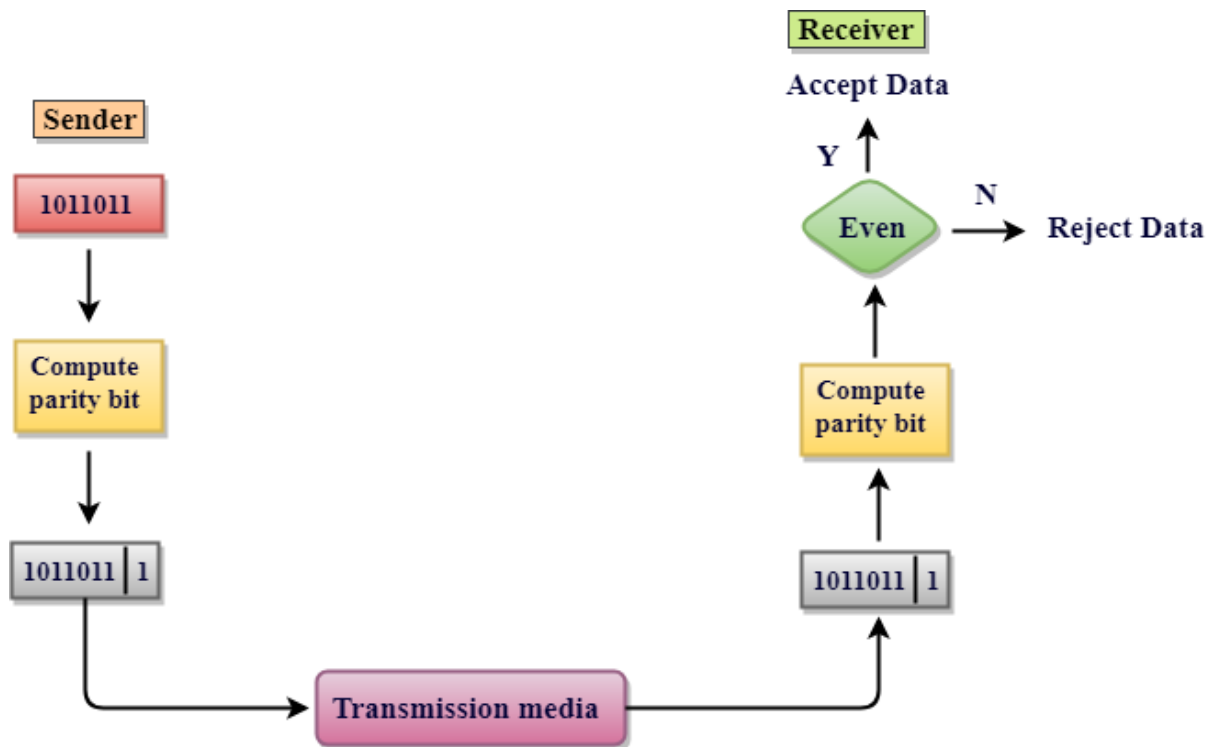 Sender
1011011
Compute
parity bit
1011011 | 1
Transmission media
Receiver
Accept Data
Y
N
Even
Reject Data
Compute
parity bit
1011011 | 1